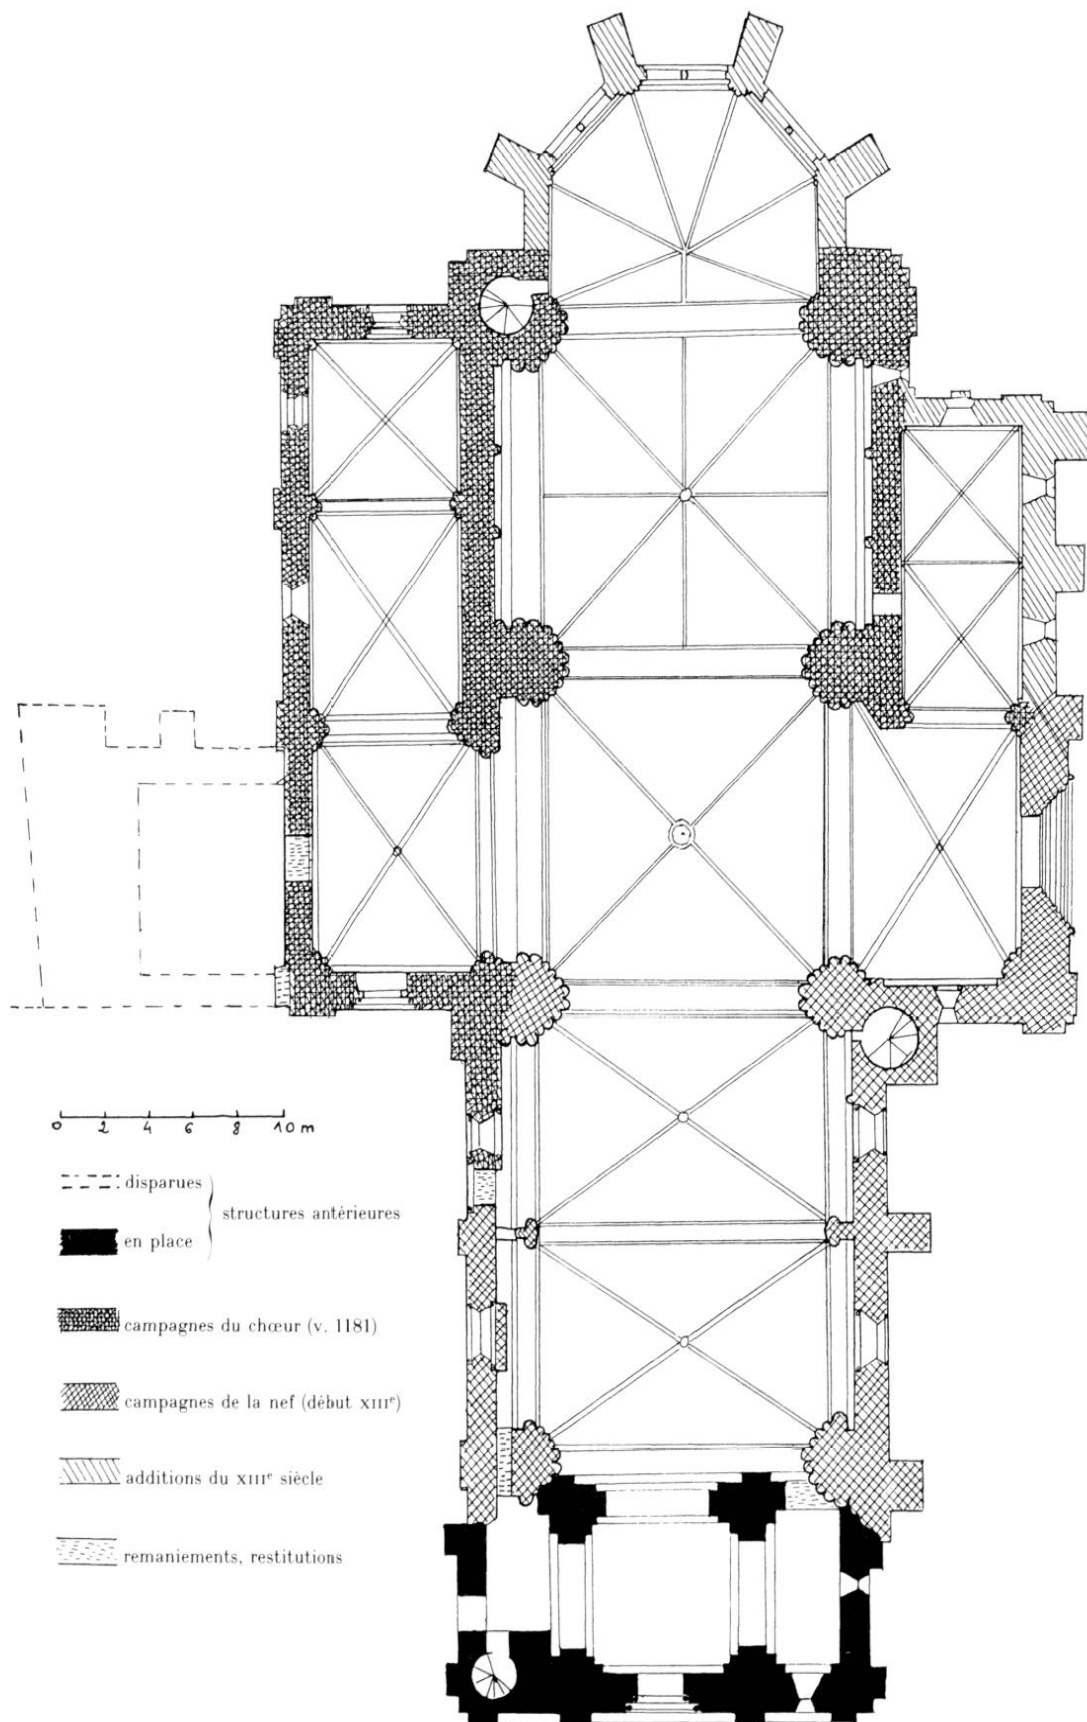 0 2 4 6 8 10 m
disparues
structures antérieures
en place
campagnes du chœur (v. 1181)
campagnes de la nef (début XIIIᵉ)
additions du XIIIᵉ siècle
remaniements, restitutions